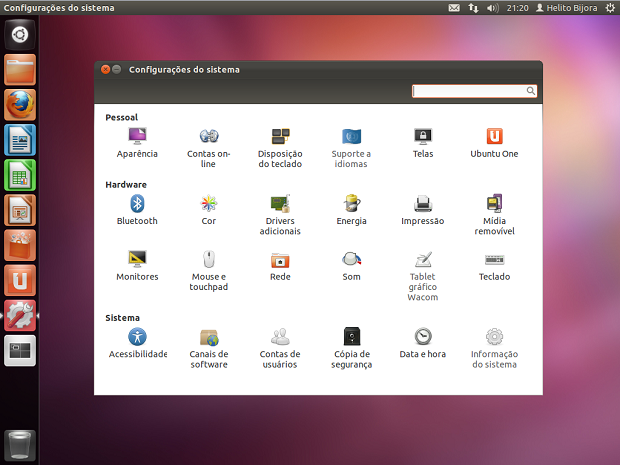 Configurações do sistema
21:20
Helito Bijora
Configurações do sistema
Pessoal
Aparência
Contas on-
line
Disposição
do teclado
Suporte a
idiomas
Telas
Ubuntu One
Hardware
Bluetooth
Cor
Drivers
adicionais
Energia
Impressão
Mídia
removível
Monitores
Mouse e
touchpad
Rede
Som
Tablet
gráfico
Wacom
Teclado
Sistema
Acessibilidade
Canais de
software
Contas de
usuários
Cópia de
segurança
Data e hora
Informação
do sistema